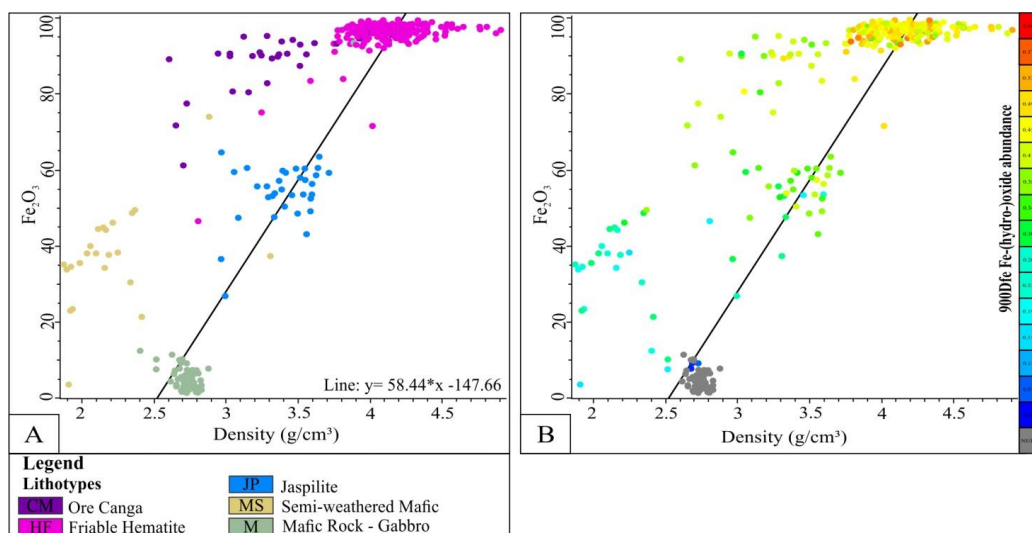 100
80
60
40
20
0
Fe₂O₃
2
2.5
3
3.5
4
4.5
Density (g/cm³)
Line: y= 58.44*x -147.66
A
100
80
60
40
20
0
Fe₂O₃
2
2.5
3
3.5
4
4.5
Density (g/cm³)
B
900Dfe Fe-(hydro-)oxide abundance
Legend
Lithotypes
CM Ore Canga
HF Friable Hematite
JP Jaspilite
MS Semi-weathered Mafic
M Mafic Rock - Gabbro